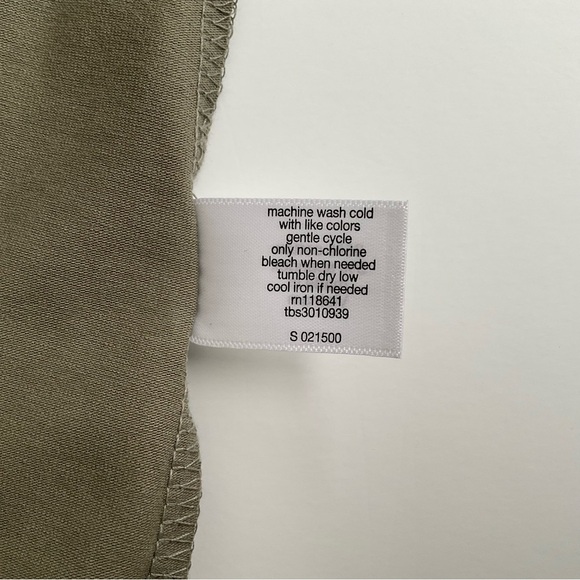 machine wash cold
with like colors
gentle cycle
only non-chlorine
bleach when needed
tumble dry low
cool iron if needed
rn118641
tbs3010939
S 021500